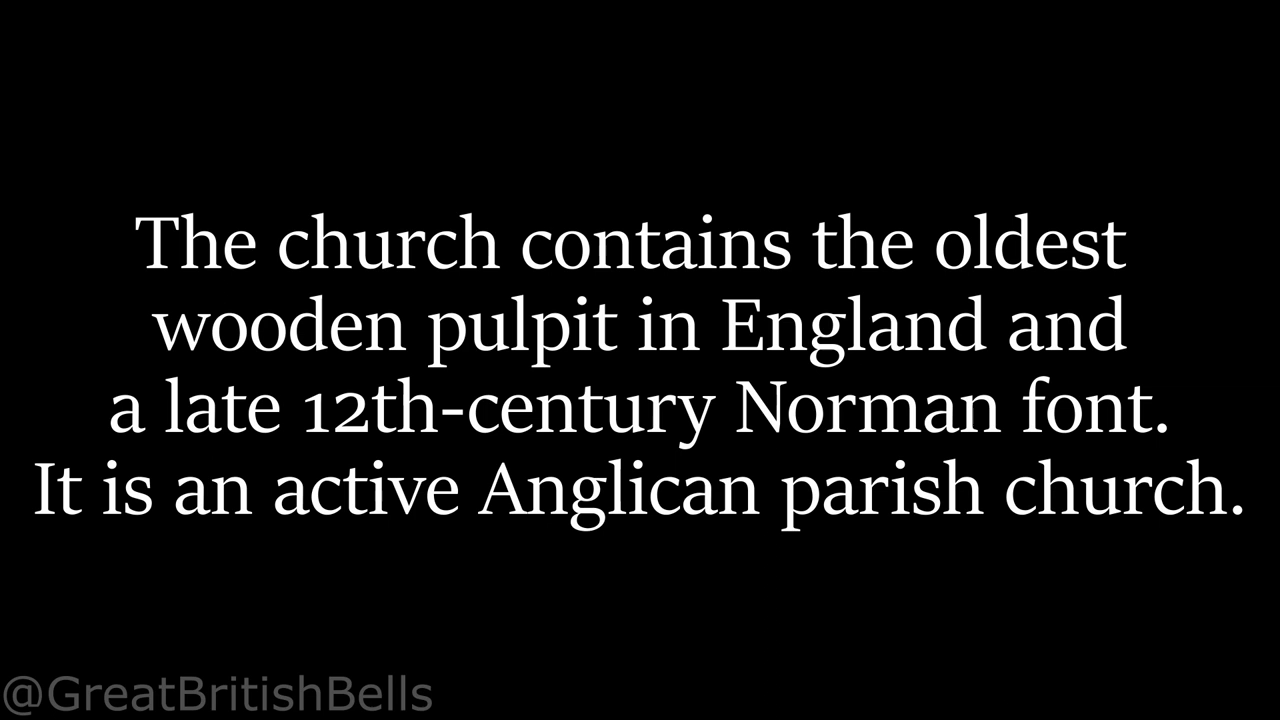 The church contains the oldest
wooden pulpit in England and
a late 12th-century Norman font.
It is an active Anglican parish church.
@GreatBritishBells